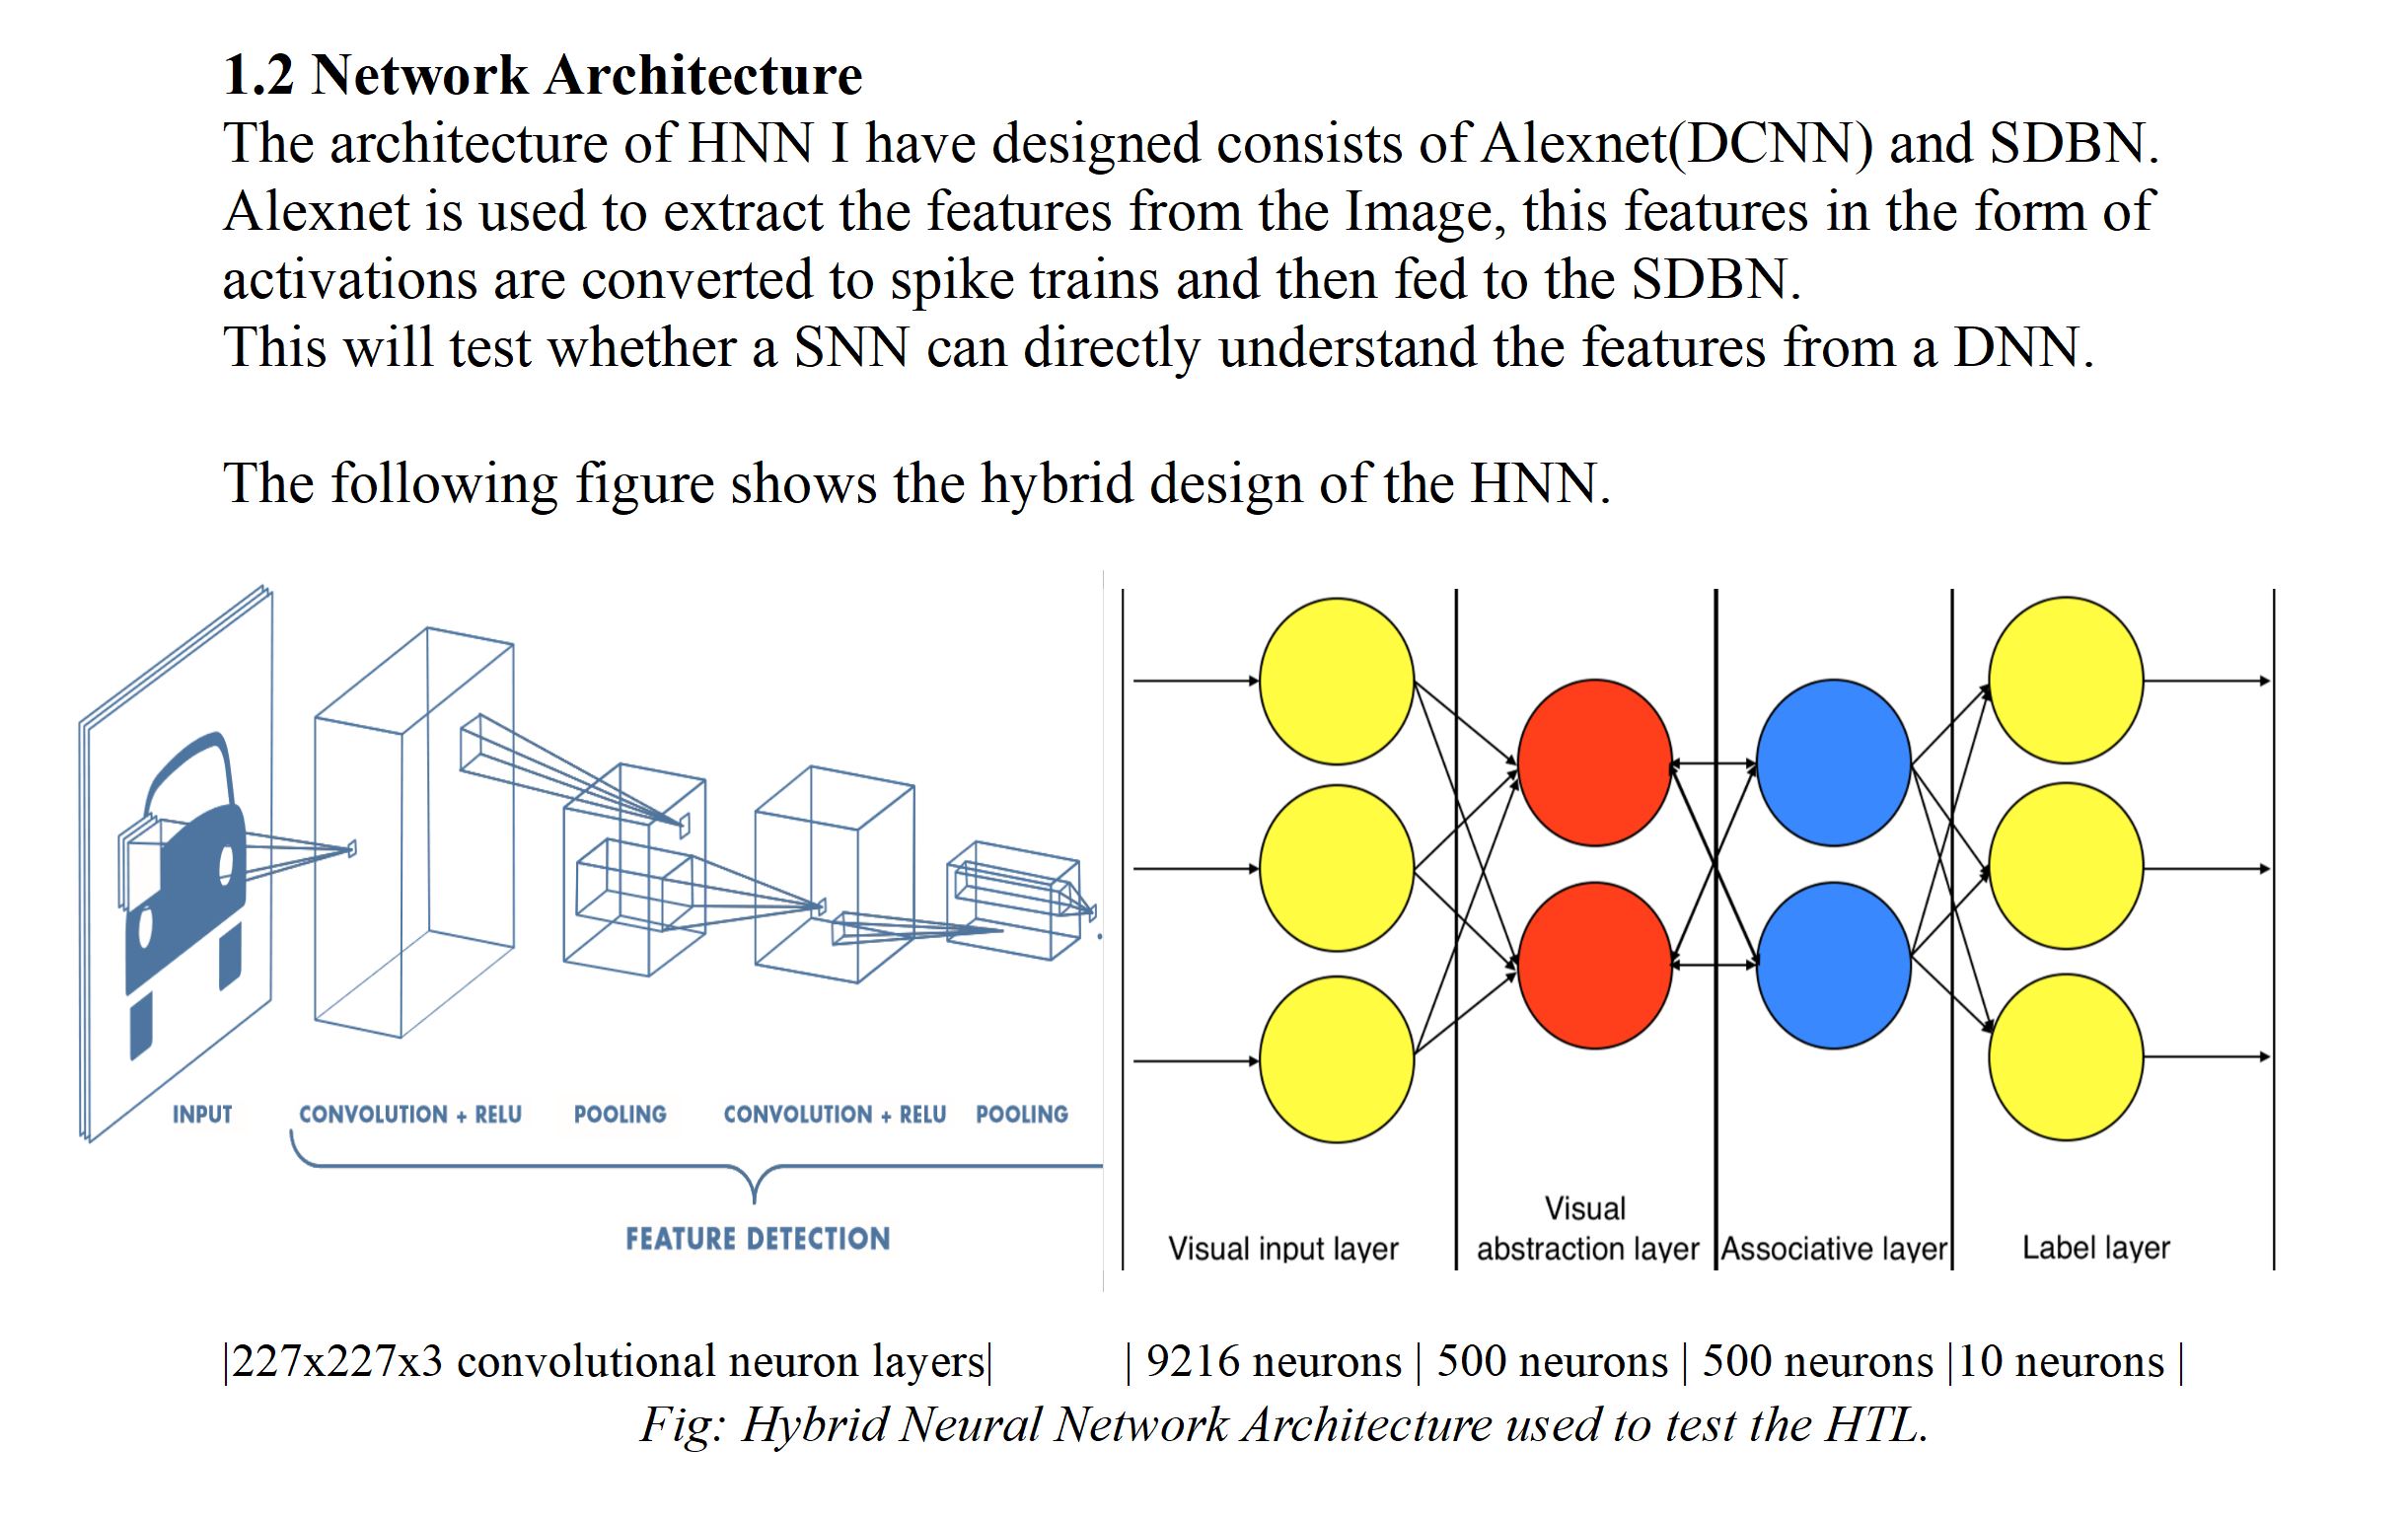 1.2 Network Architecture
The architecture of HNN I have designed consists of Alexnet(DCNN) and SDBN.
Alexnet is used to extract the features from the Image, this features in the form of
activations are converted to spike trains and then fed to the SDBN.
This will test whether a SNN can directly understand the features from a DNN.
The following figure shows the hybrid design of the HNN.
INPUT CONVOLUTION + RELU POOLING CONVOLUTION + RELU POOLING
FEATURE DETECTION
Visual input layer
Visual
abstraction layer
Associative layer
Label layer
|227x227x3 convolutional neuron layers| | 9216 neurons | 500 neurons | 500 neurons |10 neurons |
Fig: Hybrid Neural Network Architecture used to test the HTL.